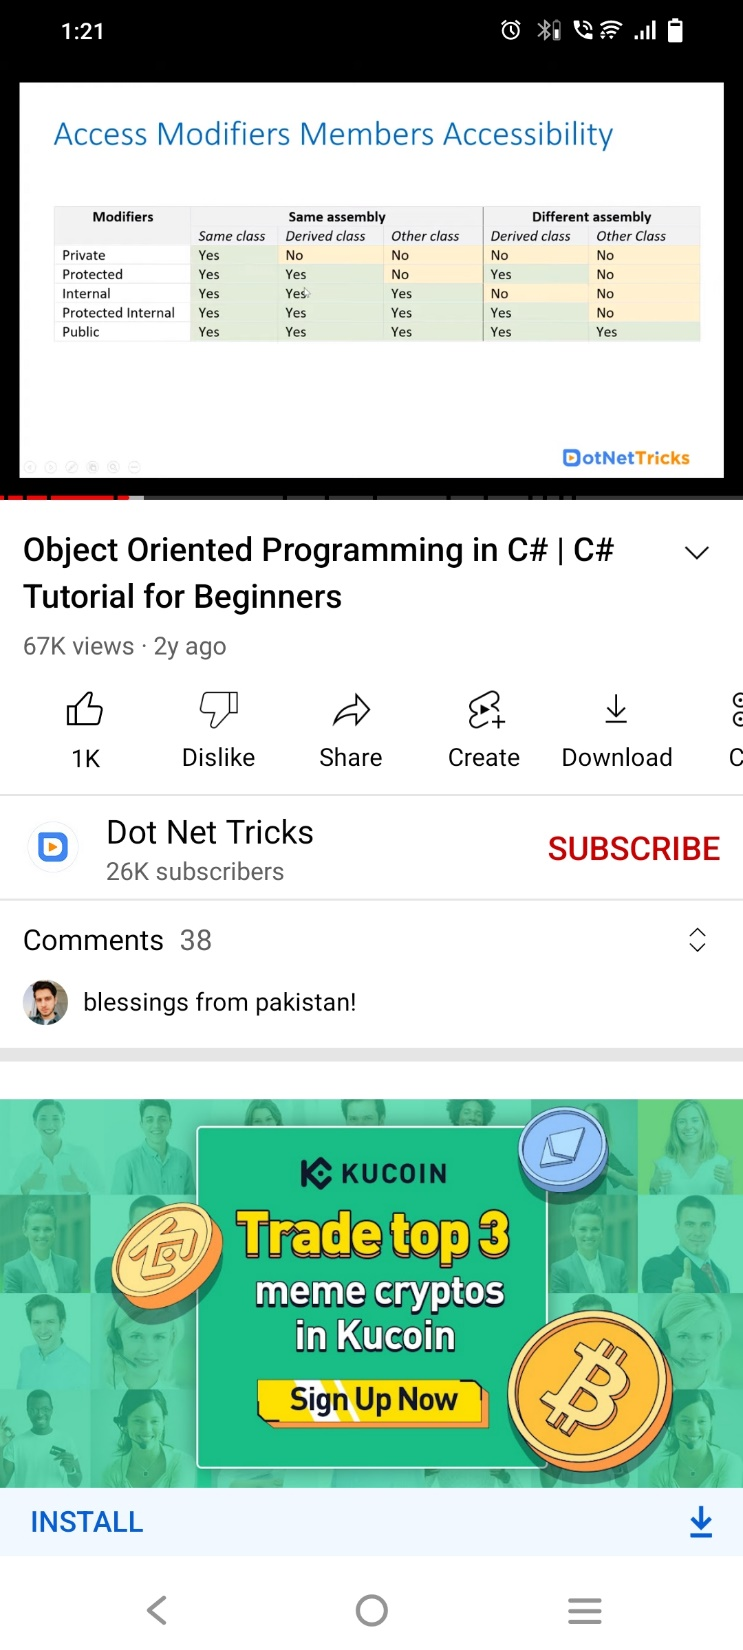 1:21
Access Modifiers Members Accessibility
Modifiers Same assembly Different assembly
Same class Derived class Other class Derived class Other Class
Private Yes No No No No
Protected Yes Yes No Yes No
Internal Yes Yes Yes No No
Protected Internal Yes Yes Yes Yes No
Public Yes Yes Yes Yes Yes
DotNetTricks
Object Oriented Programming in C# | C#
Tutorial for Beginners
67K views · 2y ago
1K Dislike Share Create Download C
Dot Net Tricks
26K subscribers
SUBSCRIBE
Comments 38
blessings from pakistan!
KUCOIN
Trade top 3
meme cryptos
in Kucoin
Sign Up Now
INSTALL